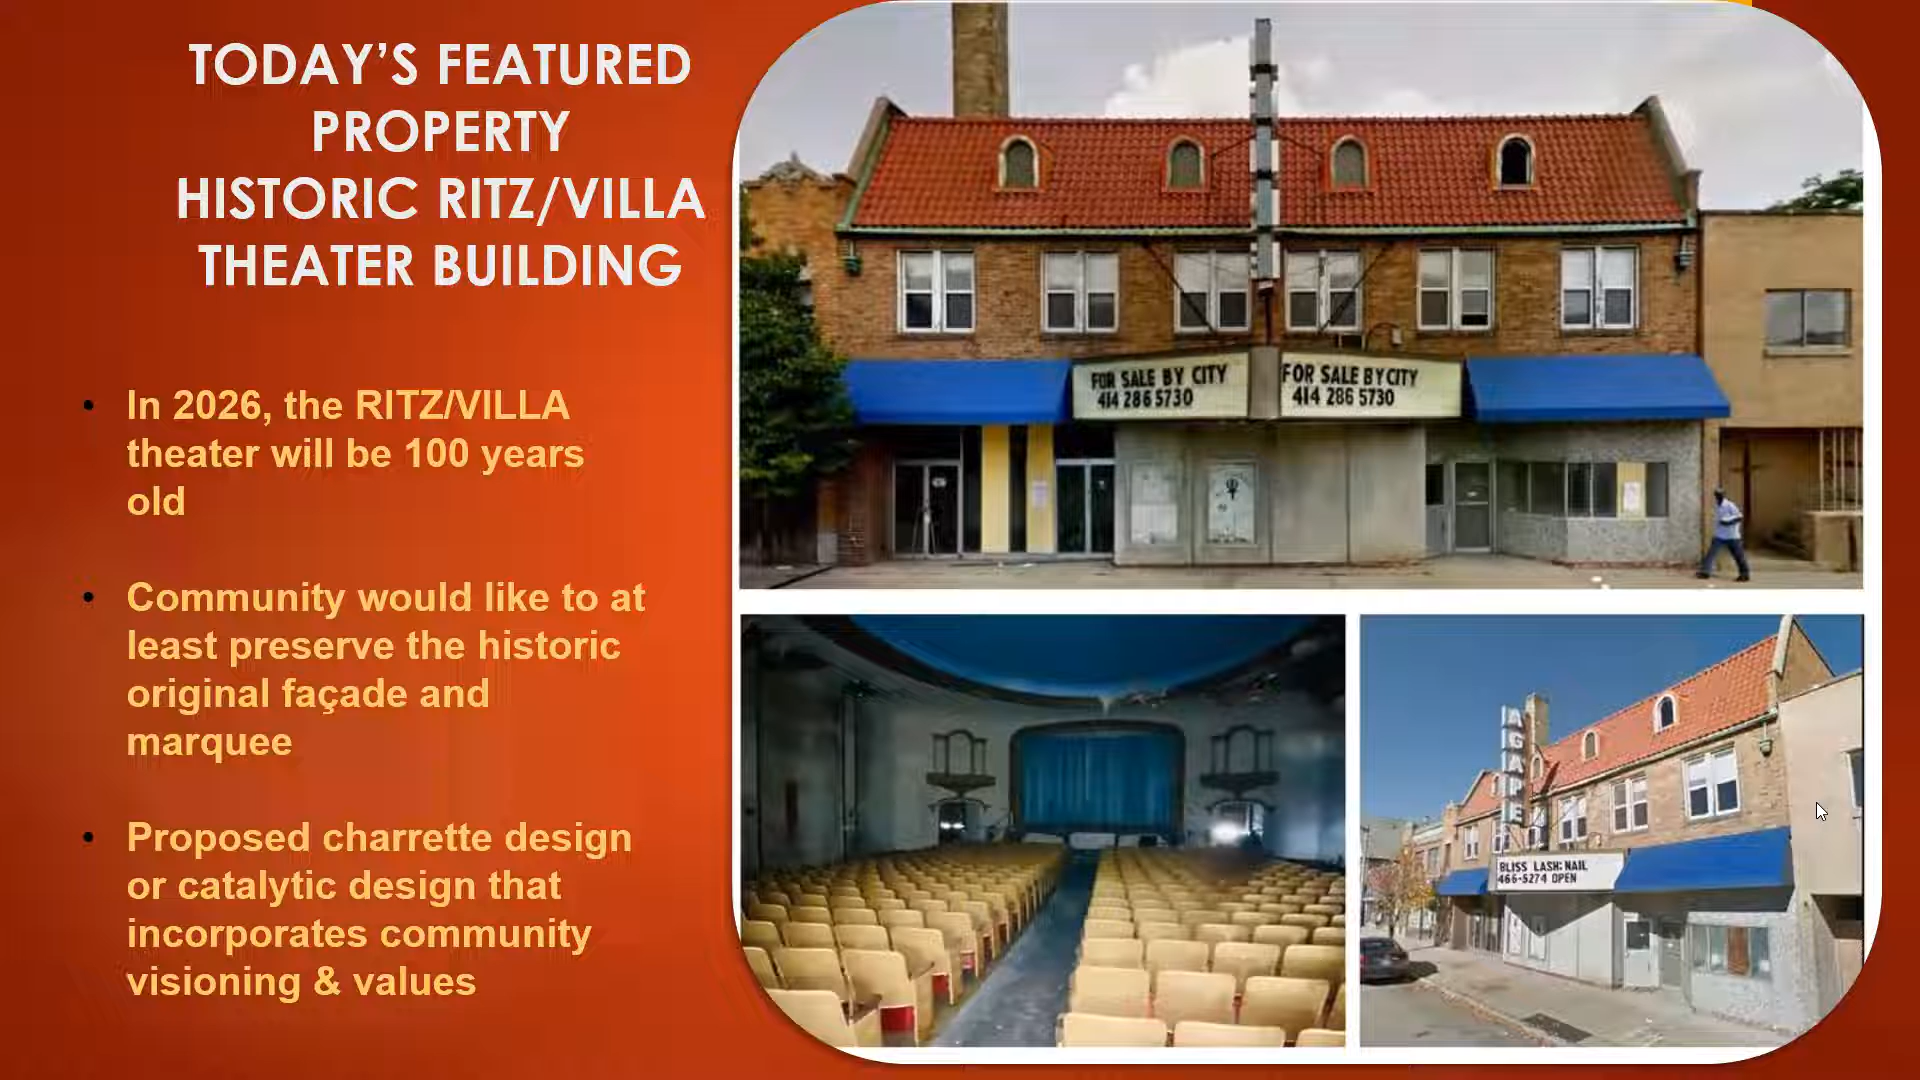 TODAY’S FEATURED
PROPERTY
HISTORIC RITZ/VILLA
THEATER BUILDING
• In 2026, the RITZ/VILLA
theater will be 100 years
old
• Community would like to at
least preserve the historic
original façade and
marquee
• Proposed charrette design
or catalytic design that
incorporates community
visioning & values
FOR SALE BY CITY
414 286 5730
FOR SALE BY CITY
414 286 5730
AGAPE
BLISS LASH: NAIL
466-5274 OPEN